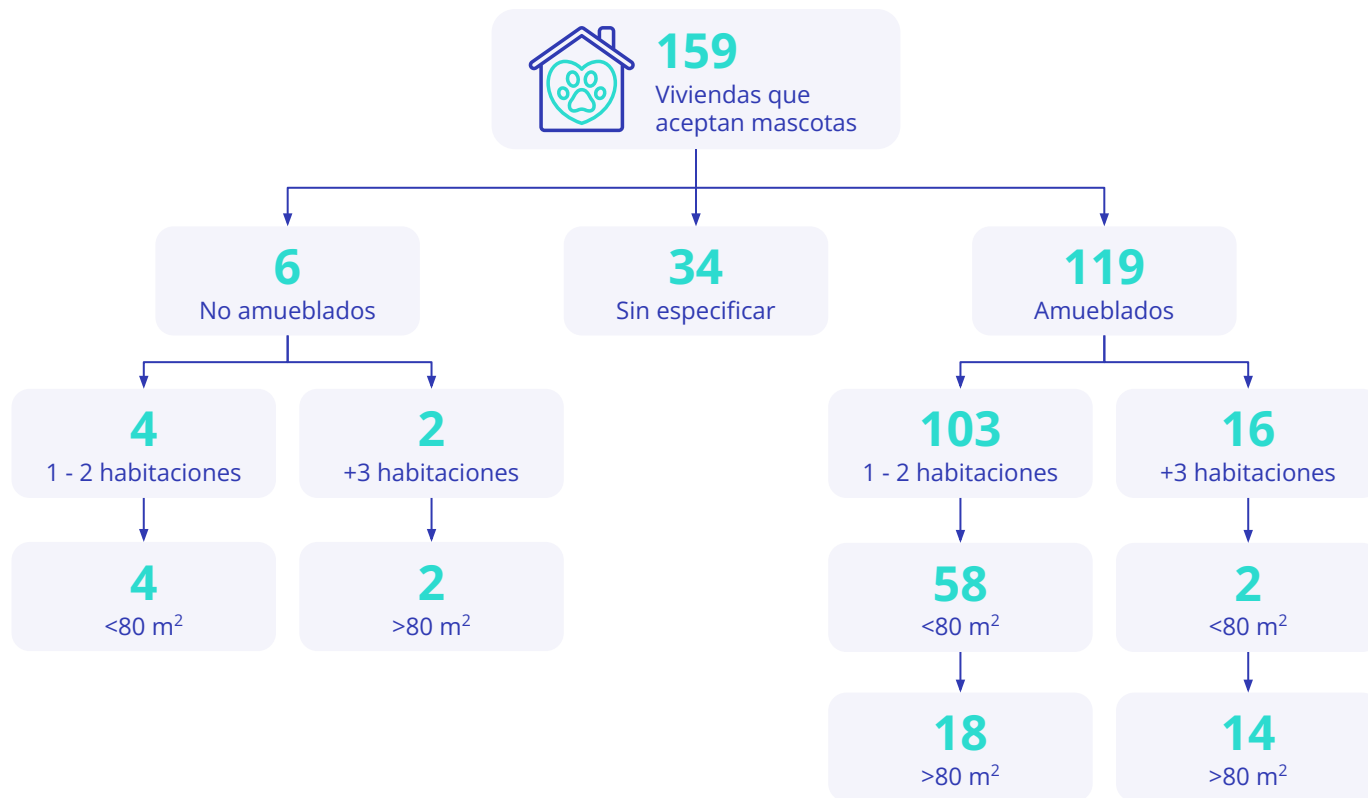 159
Viviendas que
aceptan mascotas
6
No amueblados
34
Sin especificar
119
Amueblados
4
1 - 2 habitaciones
2
+3 habitaciones
103
1 - 2 habitaciones
16
+3 habitaciones
4
<80 m²
2
>80 m²
58
<80 m²
2
<80 m²
18
>80 m²
14
>80 m²